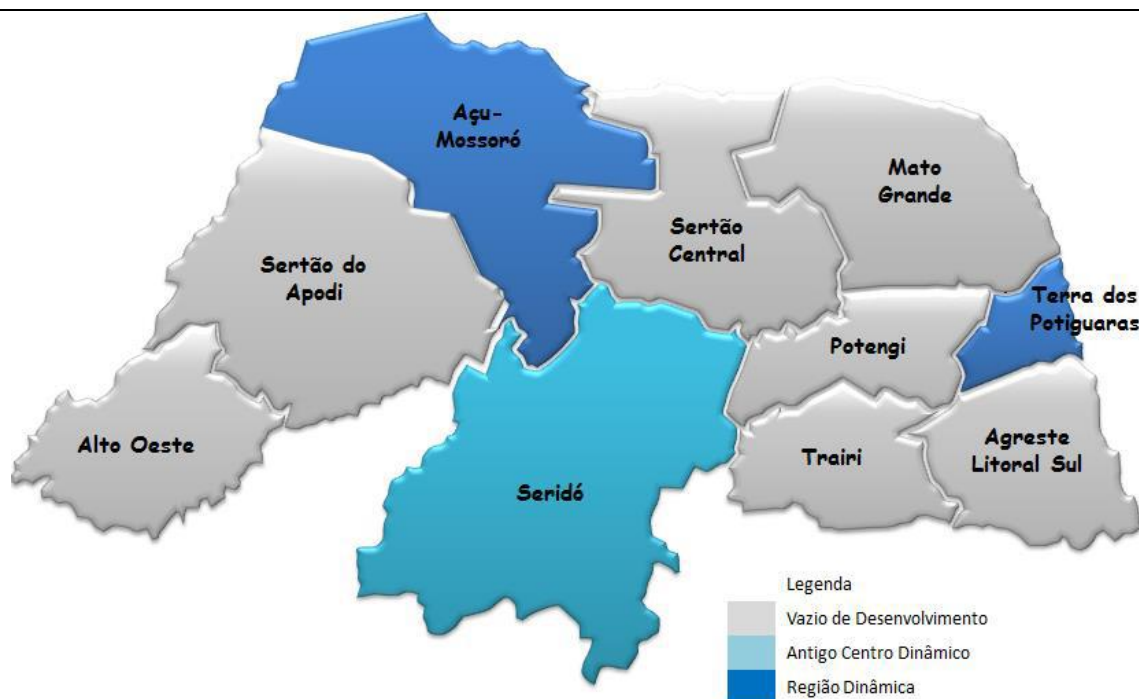 Açu-
Mossoró
Mato
Grande
Sertão
Central
Sertão do
Apodi
Terra dos
Potiguaras
Potengi
Alto Oeste
Trairi
Agreste
Litoral Sul
Seridó
Legenda
Vazio de Desenvolvimento
Antigo Centro Dinâmico
Região Dinâmica